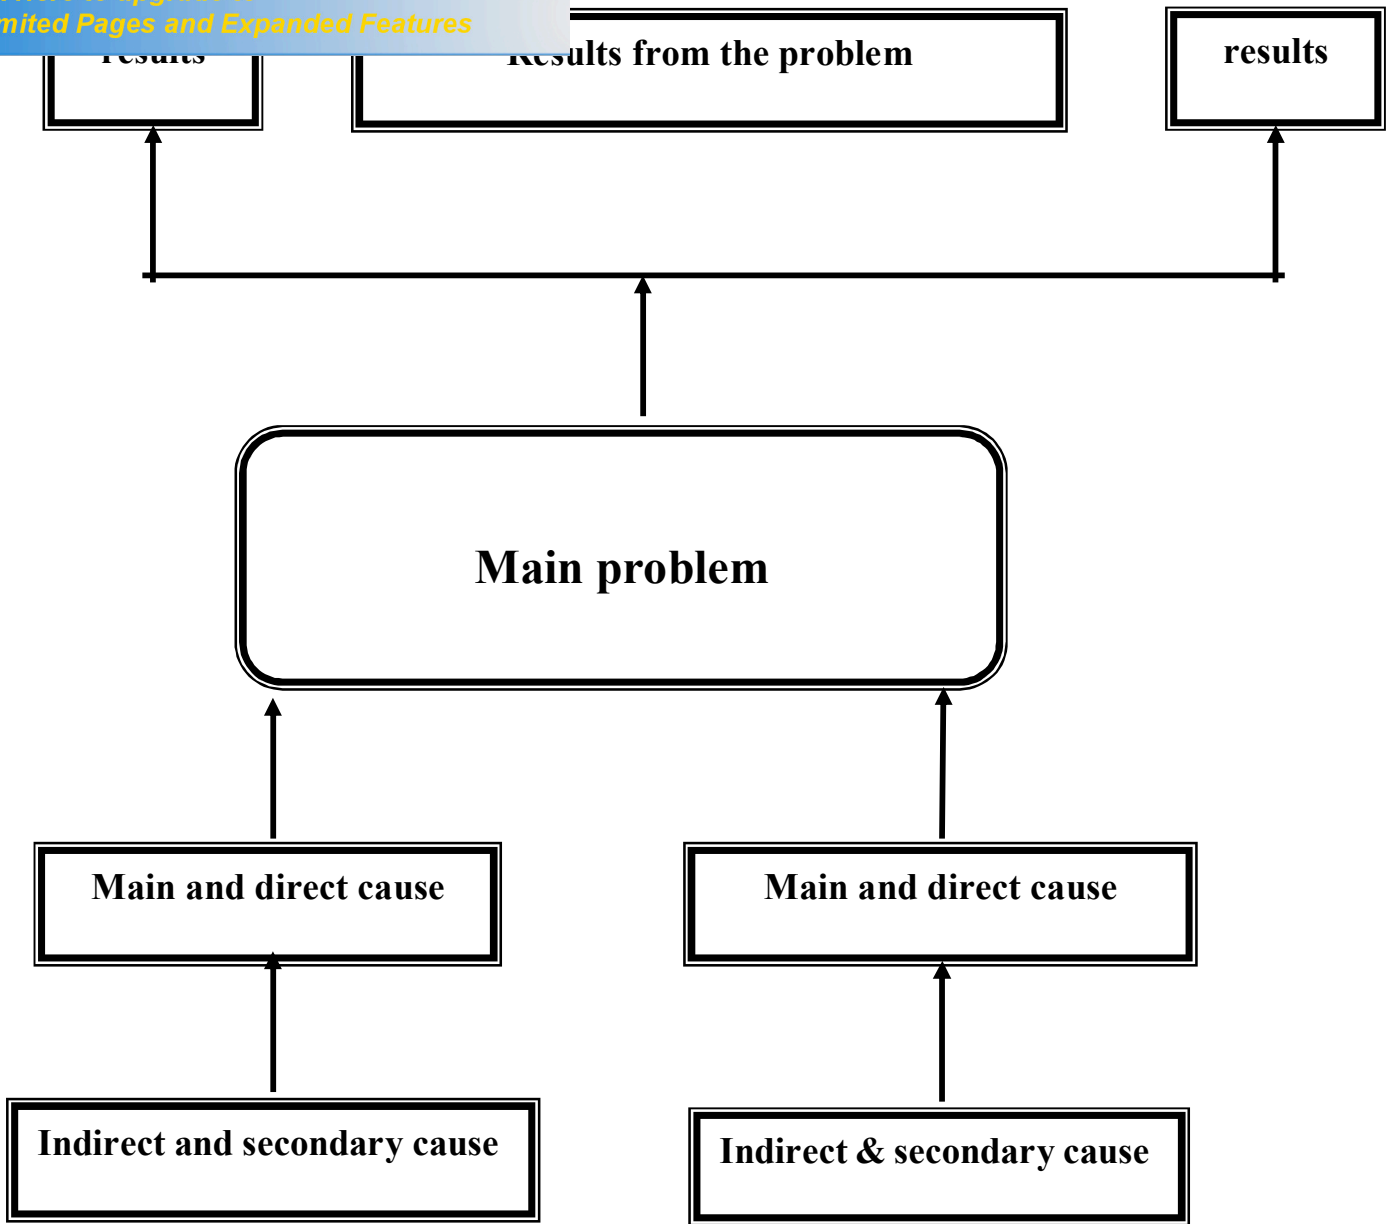 mited Pages and Expanded Features
results
Results from the problem
results
Main problem
Main and direct cause
Main and direct cause
Indirect and secondary cause
Indirect & secondary cause